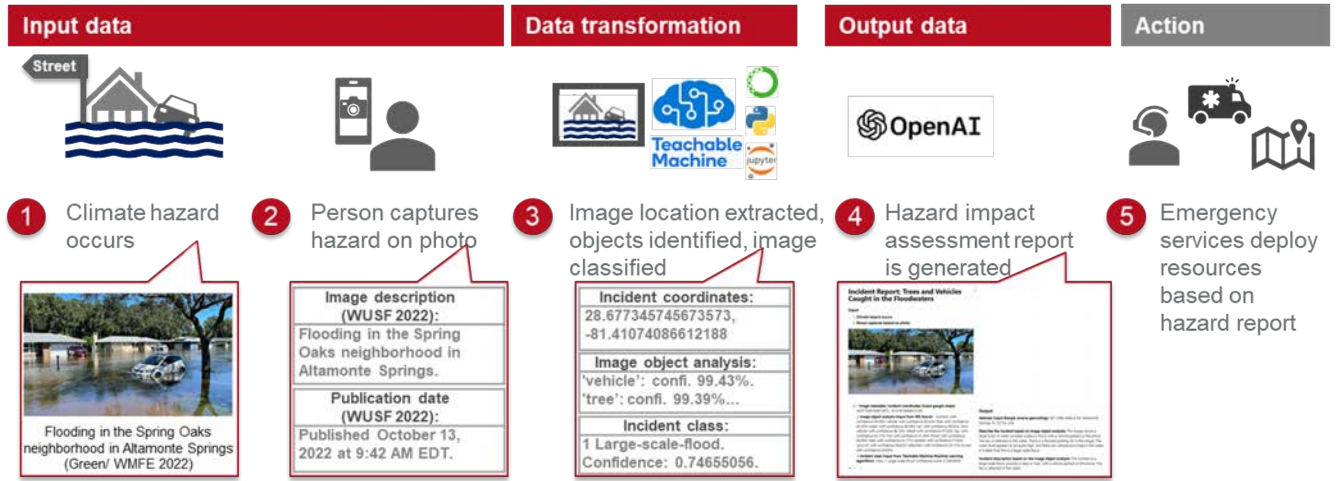 Input data
Data transformation
Output data
Action
Street
Teachable
Machine
jupyter
OpenAI
1
Climate hazard
occurs
2
Person captures
hazard on photo
3
Image location extracted,
objects identified, image
classified
4
Hazard impact
assessment report
is generated
5
Emergency
services deploy
resources
based on
hazard report
Flooding in the Spring Oaks
neighborhood in Altamonte Springs
(Green/ WMFE 2022)
Image description
(WUSF 2022):
Flooding in the Spring
Oaks neighborhood in
Altamonte Springs.
Publication date
(WUSF 2022):
Published October 13,
2022 at 9:42 AM EDT.
Incident coordinates:
28.677345745673573,
-81.41074086612188
Image object analysis:
'vehicle': confi. 99.43%.
'tree': confi. 99.39%...
Incident class:
1 Large-scale-flood.
Confidence: 0.74655056.
Incident Report: Trees and Vehicles
Caught in the Floodwaters
Input
Output